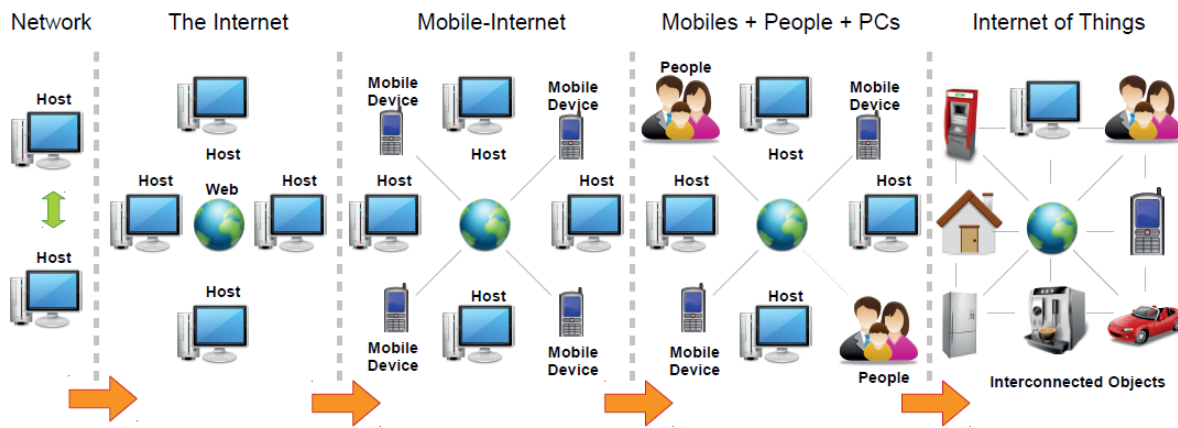 Network
The Internet
Mobile-Internet
Mobiles + People + PCs
Internet of Things
Host
Host
Host
Host
Web
Host
Host
Mobile
Device
Mobile
Device
Host
Host
Host
Host
Mobile
Device
Mobile
Device
People
Mobile
Device
Host
Host
Host
Host
Mobile
Device
People
Interconnected Objects